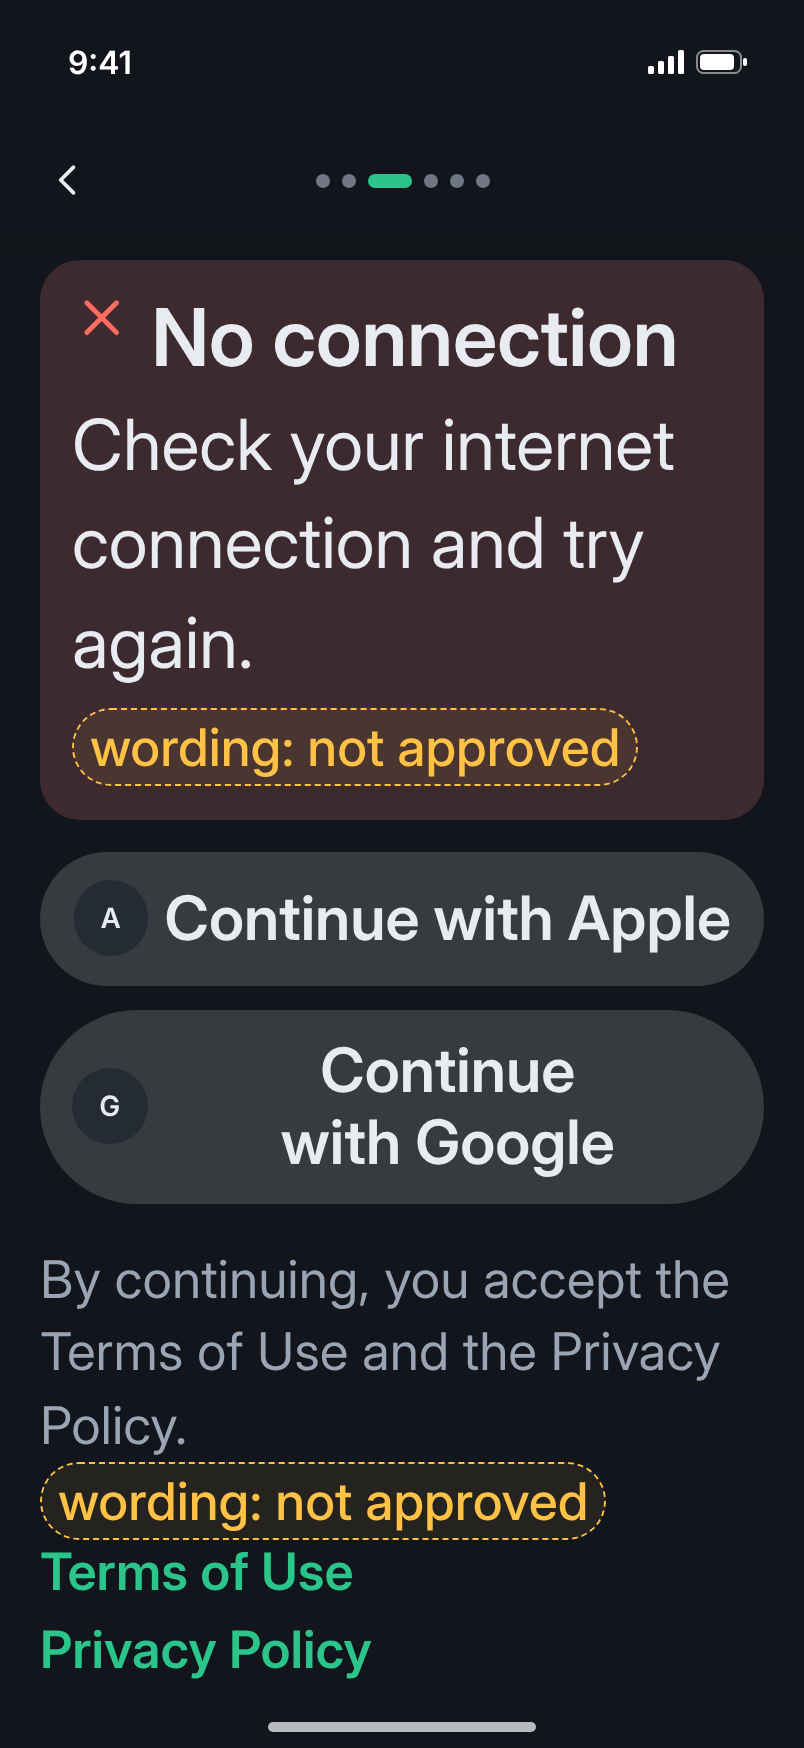 9:41
No connection
Check your internet
connection and try
again.
wording: not approved
A Continue with Apple
Continue
G
with Google
By continuing, you accept the
Terms of Use and the Privacy
Policy.
wording: not approved
Terms of Use
Privacy Policy